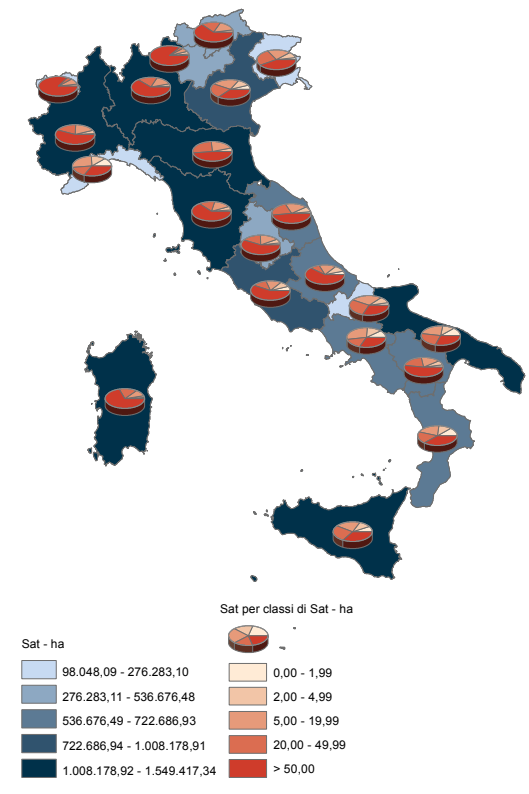 Sat per classi di Sat - ha
Sat - ha
98.048,09 - 276.283,10
276.283,11 - 536.676,48
536.676,49 - 722.686,93
722.686,94 - 1.008.178,91
1.008.178,92 - 1.549.417,34
0,00 - 1,99
2,00 - 4,99
5,00 - 19,99
20,00 - 49,99
> 50,00